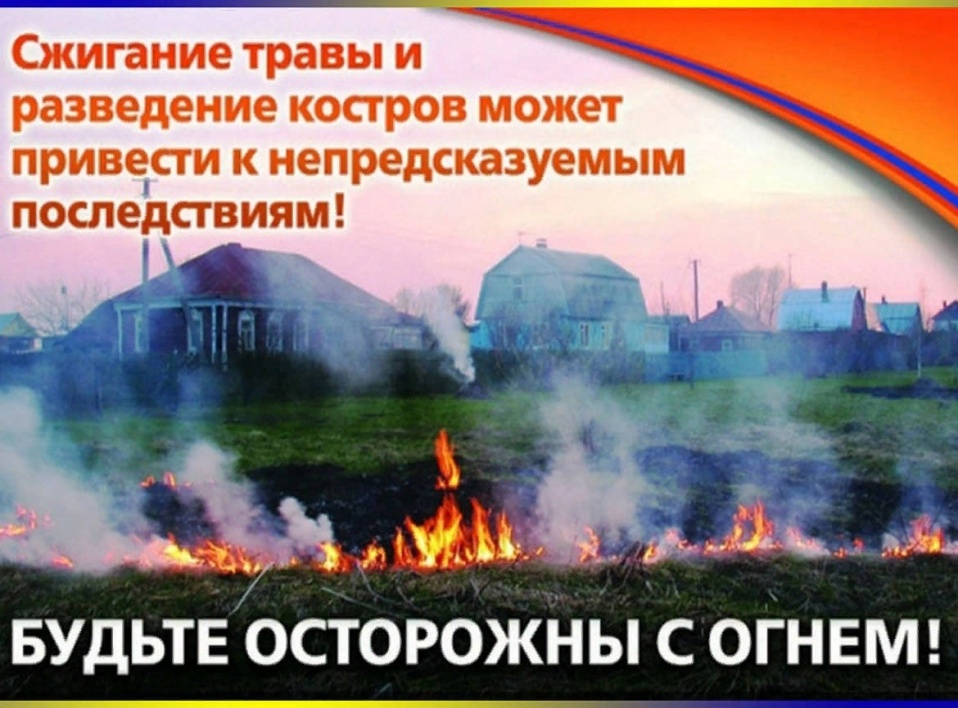 Сжигание травы и
разведение костров может
привести к непредсказуемым
последствиям!
БУДЬТЕ ОСТОРОЖНЫ С ОГНЕМ!